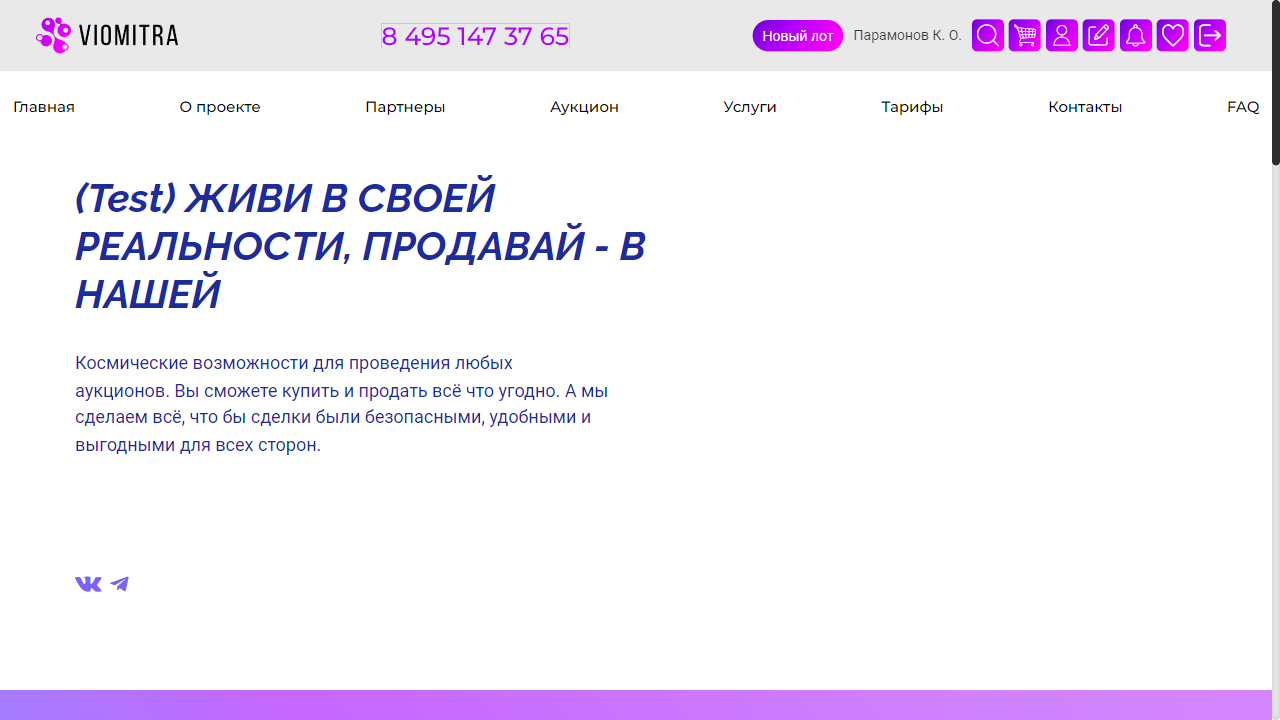 VIOMITRA
8 495 147 37 65
Новый лот
Парамонов К. О.
Главная
О проекте
Партнеры
Аукцион
Услуги
Тарифы
Контакты
FAQ
(Test) ЖИВИ В СВОЕЙ
РЕАЛЬНОСТИ, ПРОДАВАЙ - В
НАШЕЙ
Космические возможности для проведения любых
аукционов. Вы сможете купить и продать всё что угодно. А мы
сделаем всё, что бы сделки были безопасными, удобными и
выгодными для всех сторон.